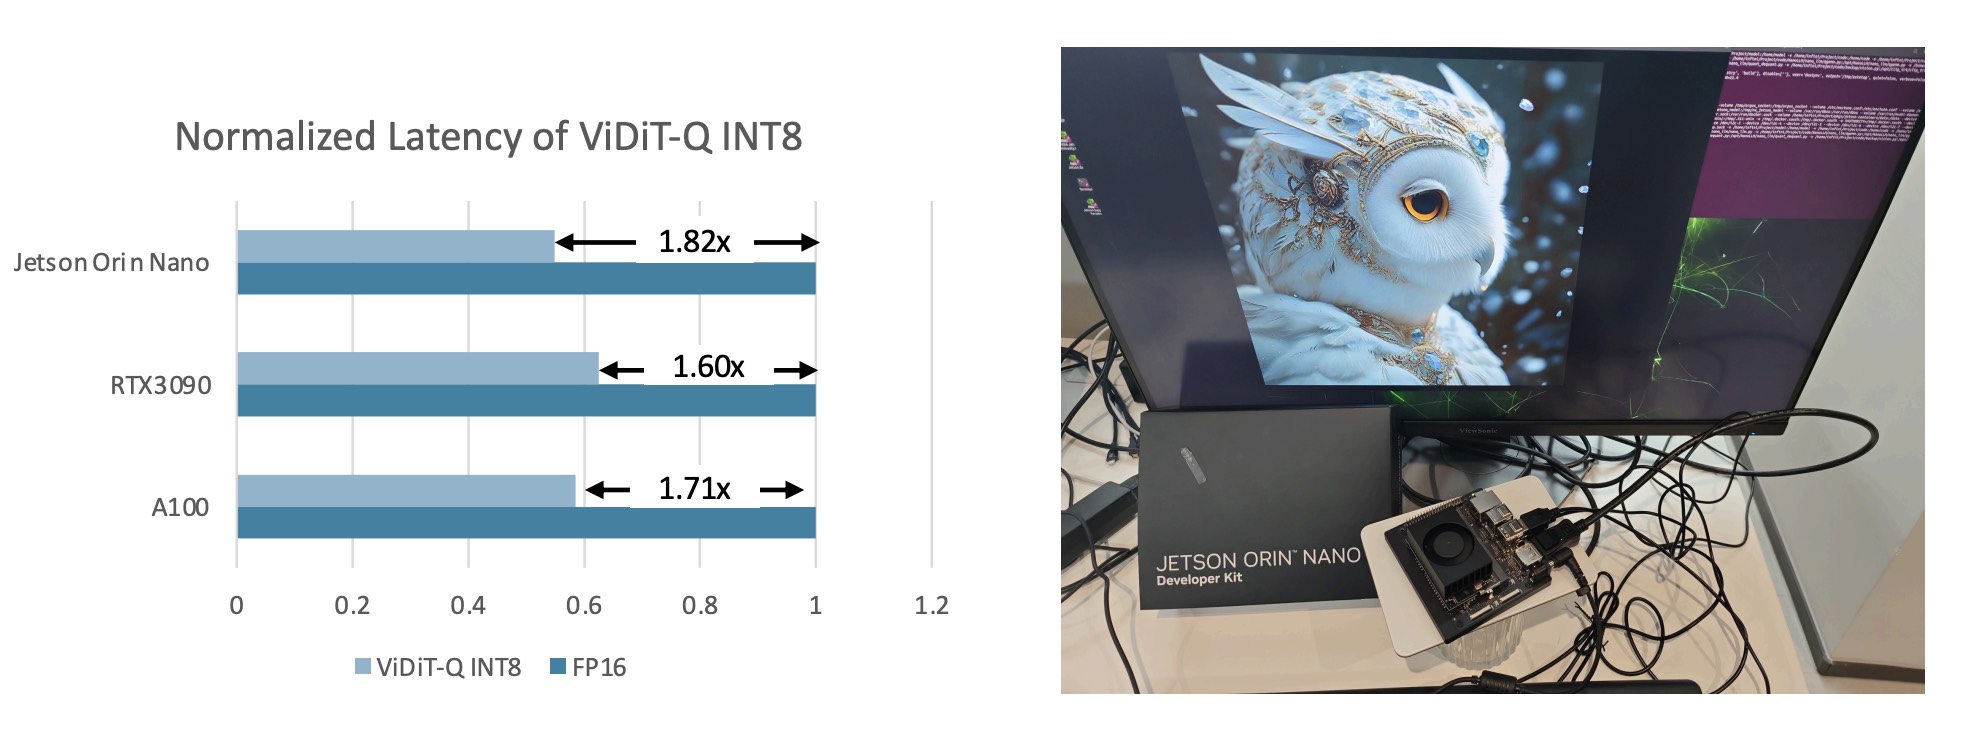 Normalized Latency of ViDiT-Q INT8
Jetson Orin Nano
1.82x
RTX3090
1.60x
A100
1.71x
0 0.2 0.4 0.6 0.8 1 1.2
ViDiT-Q INT8 FP16
ViewSonic
JETSON ORIN™ NANO
Developer Kit